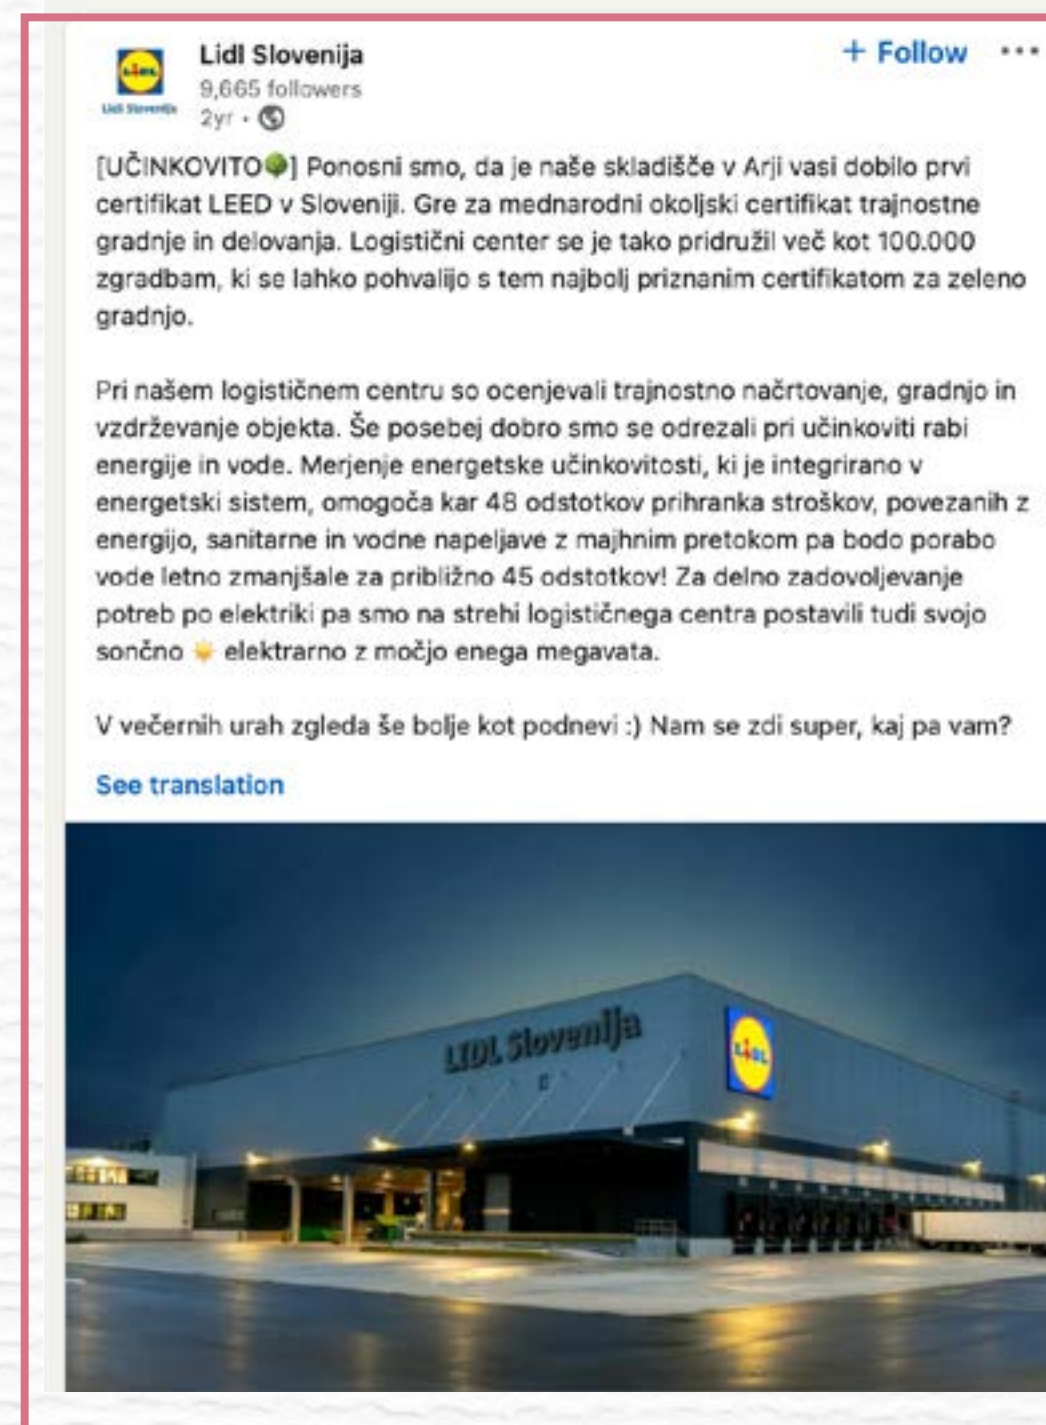 Lidl Slovenija
+ Follow
9,665 followers
2yr •
LIDL
Lidl Slovenija
[UČINKOVITO🌳] Ponosni smo, da je naše skladišče v Arji vasi dobilo prvi
certifikat LEED v Sloveniji. Gre za mednarodni okoljski certifikat trajnostne
gradnje in delovanja. Logistični center se je tako pridružil več kot 100.000
zgradbam, ki se lahko pohvalijo s tem najbolj priznanim certifikatom za zeleno
gradnjo.
Pri našem logističnem centru so ocenjevali trajnostno načrtovanje, gradnjo in
vzdrževanje objekta. Še posebej dobro smo se odrezali pri učinkoviti rabi
energije in vode. Merjenje energetske učinkovitosti, ki je integrirano v
energetski sistem, omogoča kar 48 odstotkov prihranka stroškov, povezanih z
energijo, sanitarne in vodne napeljave z majhnim pretokom pa bodo porabo
vode letno zmanjšale za približno 45 odstotkov! Za delno zadovoljevanje
potreb po elektriki pa smo na strehi logističnega centra postavili tudi svojo
sončno ☀️ elektrarno z močjo enega megavata.
V večernih urah zgleda še bolje kot podnevi :) Nam se zdi super, kaj pa vam?
See translation
LIDL Slovenija
LIDL